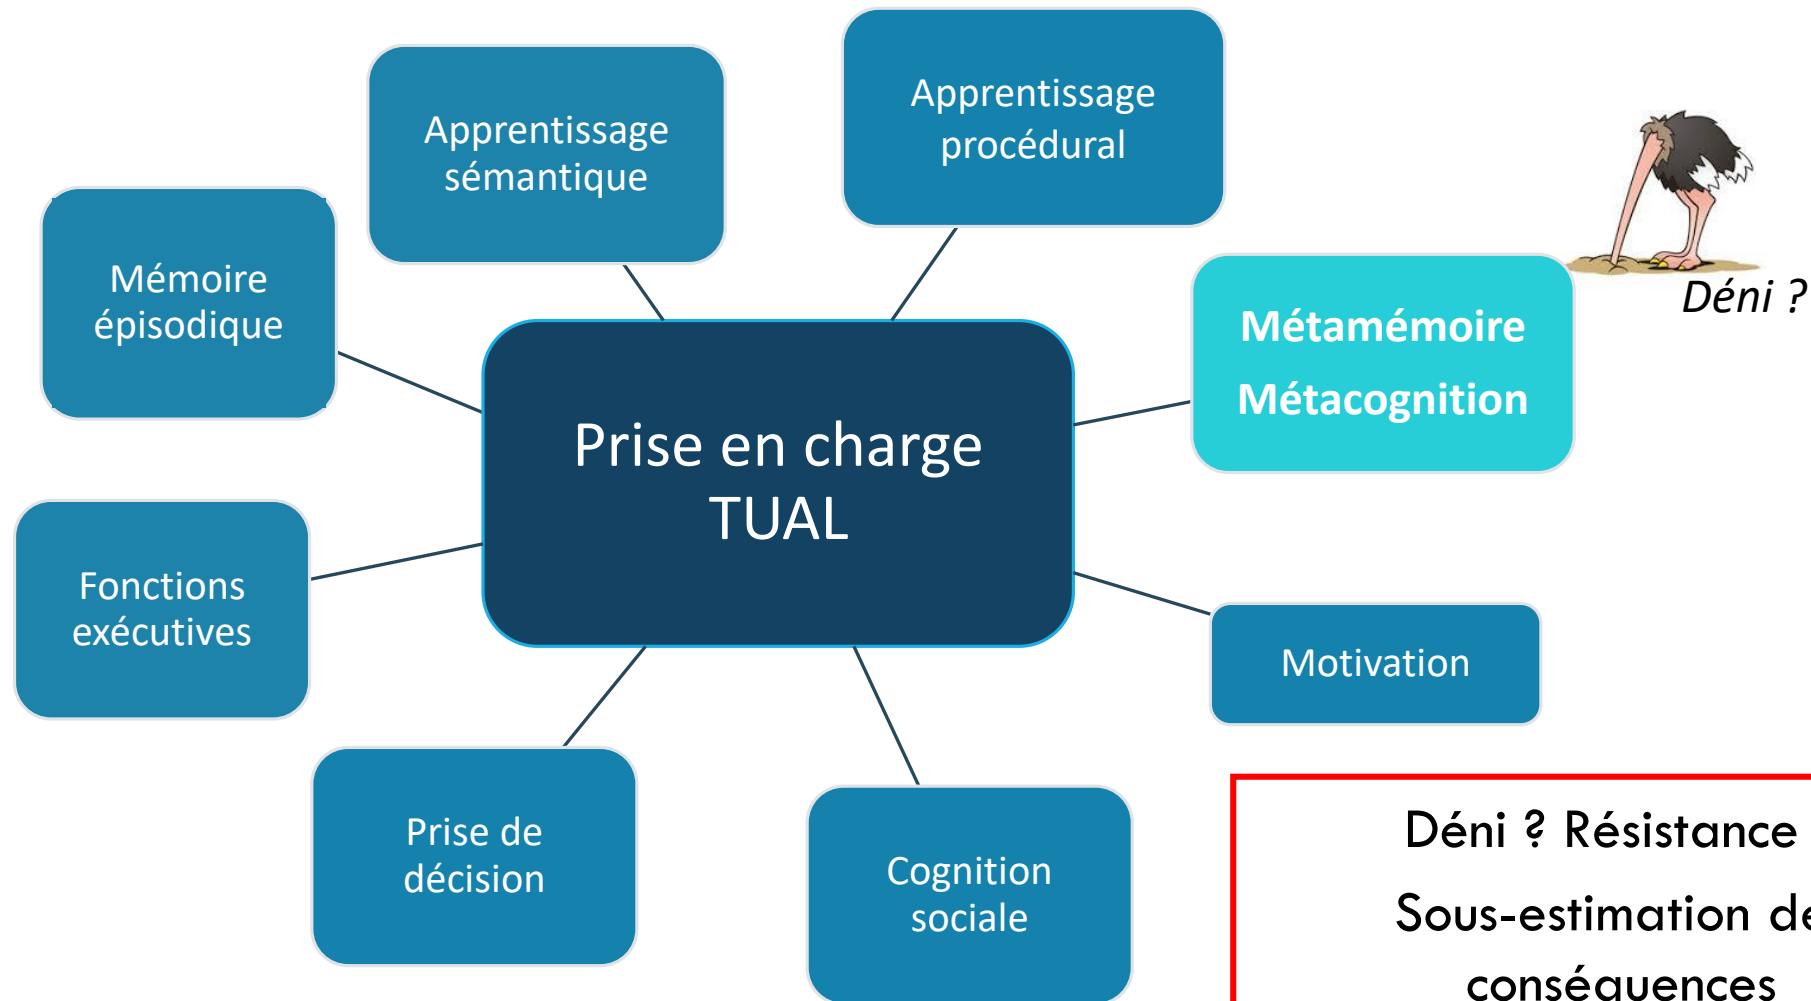 Apprentissage
sémantique
Apprentissage
procédural
Mémoire
épisodique
Métamémoire
Métacognition
Déni ?
Prise en charge
TUAL
Fonctions
exécutives
Motivation
Prise de
décision
Cognition
sociale
Déni ? Résistance
Sous-estimation de
conséquences